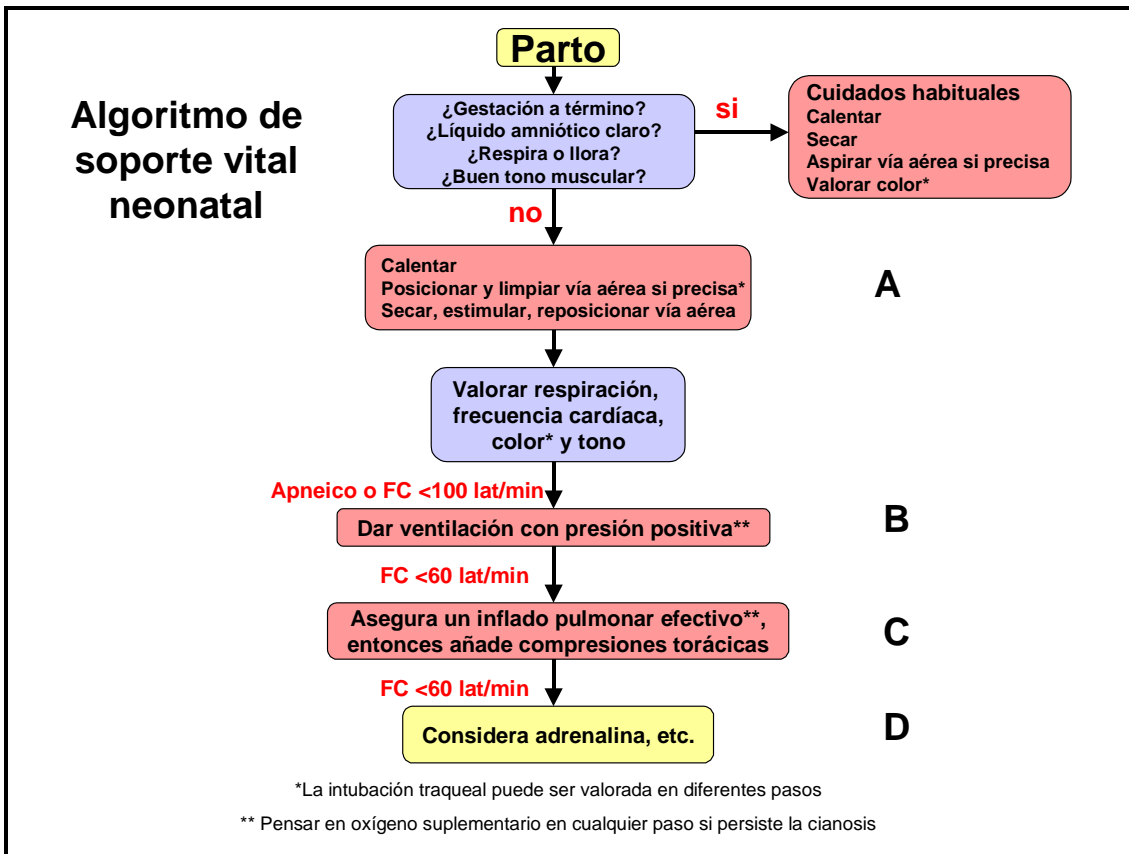 Parto
Algoritmo de
soporte vital
neonatal
¿Gestación a término?
¿Líquido amniótico claro?
¿Respira o llora?
¿Buen tono muscular?
si
Cuidados habituales
Calentar
Secar
Aspirar vía aérea si precisa
Valorar color*
no
Calentar
Posicionar y limpiar vía aérea si precisa*
Secar, estimular, reposicionar vía aérea
A
Valorar respiración,
frecuencia cardíaca,
color* y tono
Apneico o FC <100 lat/min
Dar ventilación con presión positiva**
B
FC <60 lat/min
Asegura un inflado pulmonar efectivo**,
entonces añade compresiones torácicas
C
FC <60 lat/min
Considera adrenalina, etc.
D
*La intubación traqueal puede ser valorada en diferentes pasos
** Pensar en oxígeno suplementario en cualquier paso si persiste la cianosis